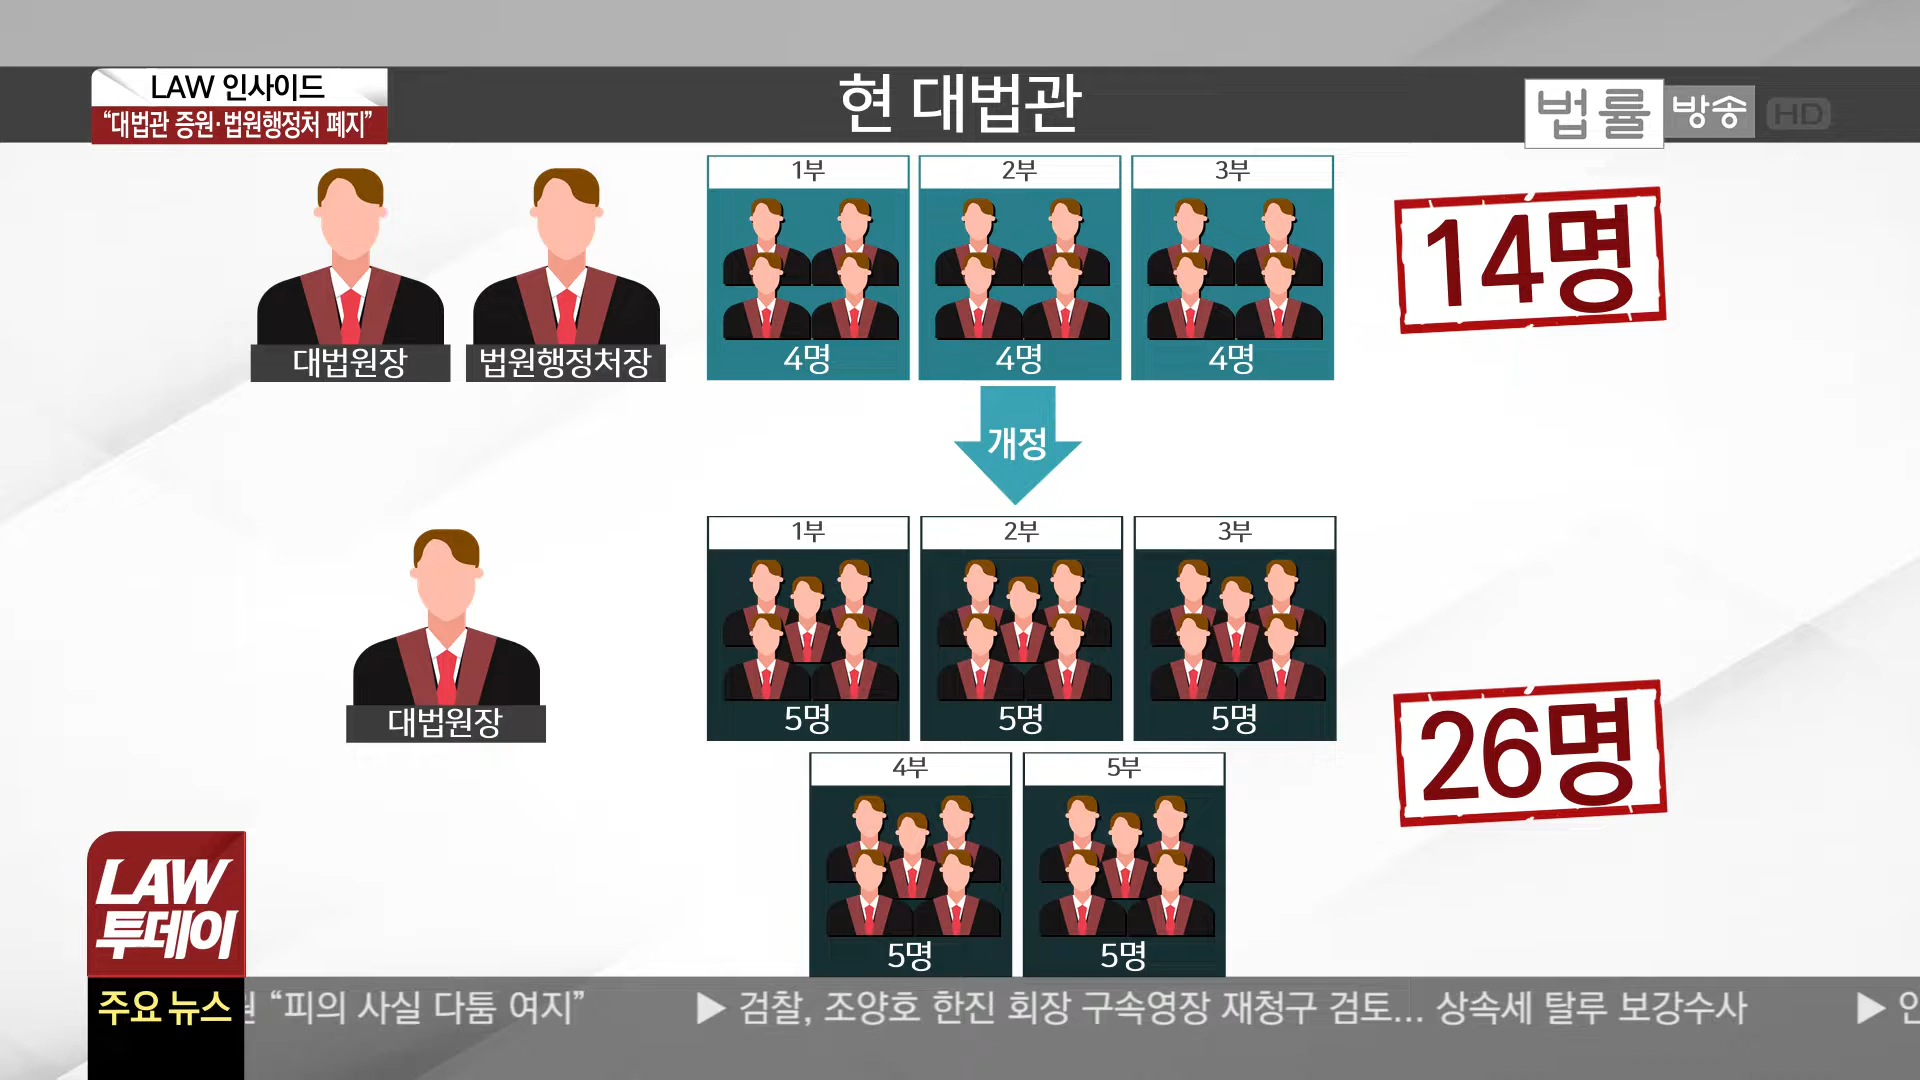 LAW 인사이드
“대법관 증원·법원행정처 폐지”
현 대법관
법률방송 HD
1부
2부
3부
4명
4명
4명
대법원장
법원행정처장
14명
개정
1부
2부
3부
5명
5명
5명
대법원장
4부
5부
5명
5명
26명
LAW
투데이
주요 뉴스
“피의 사실 다툼 여지” ▶ 검찰, 조양호 한진 회장 구속영장 재청구 검토... 상속세 탈루 보강수사 ▶